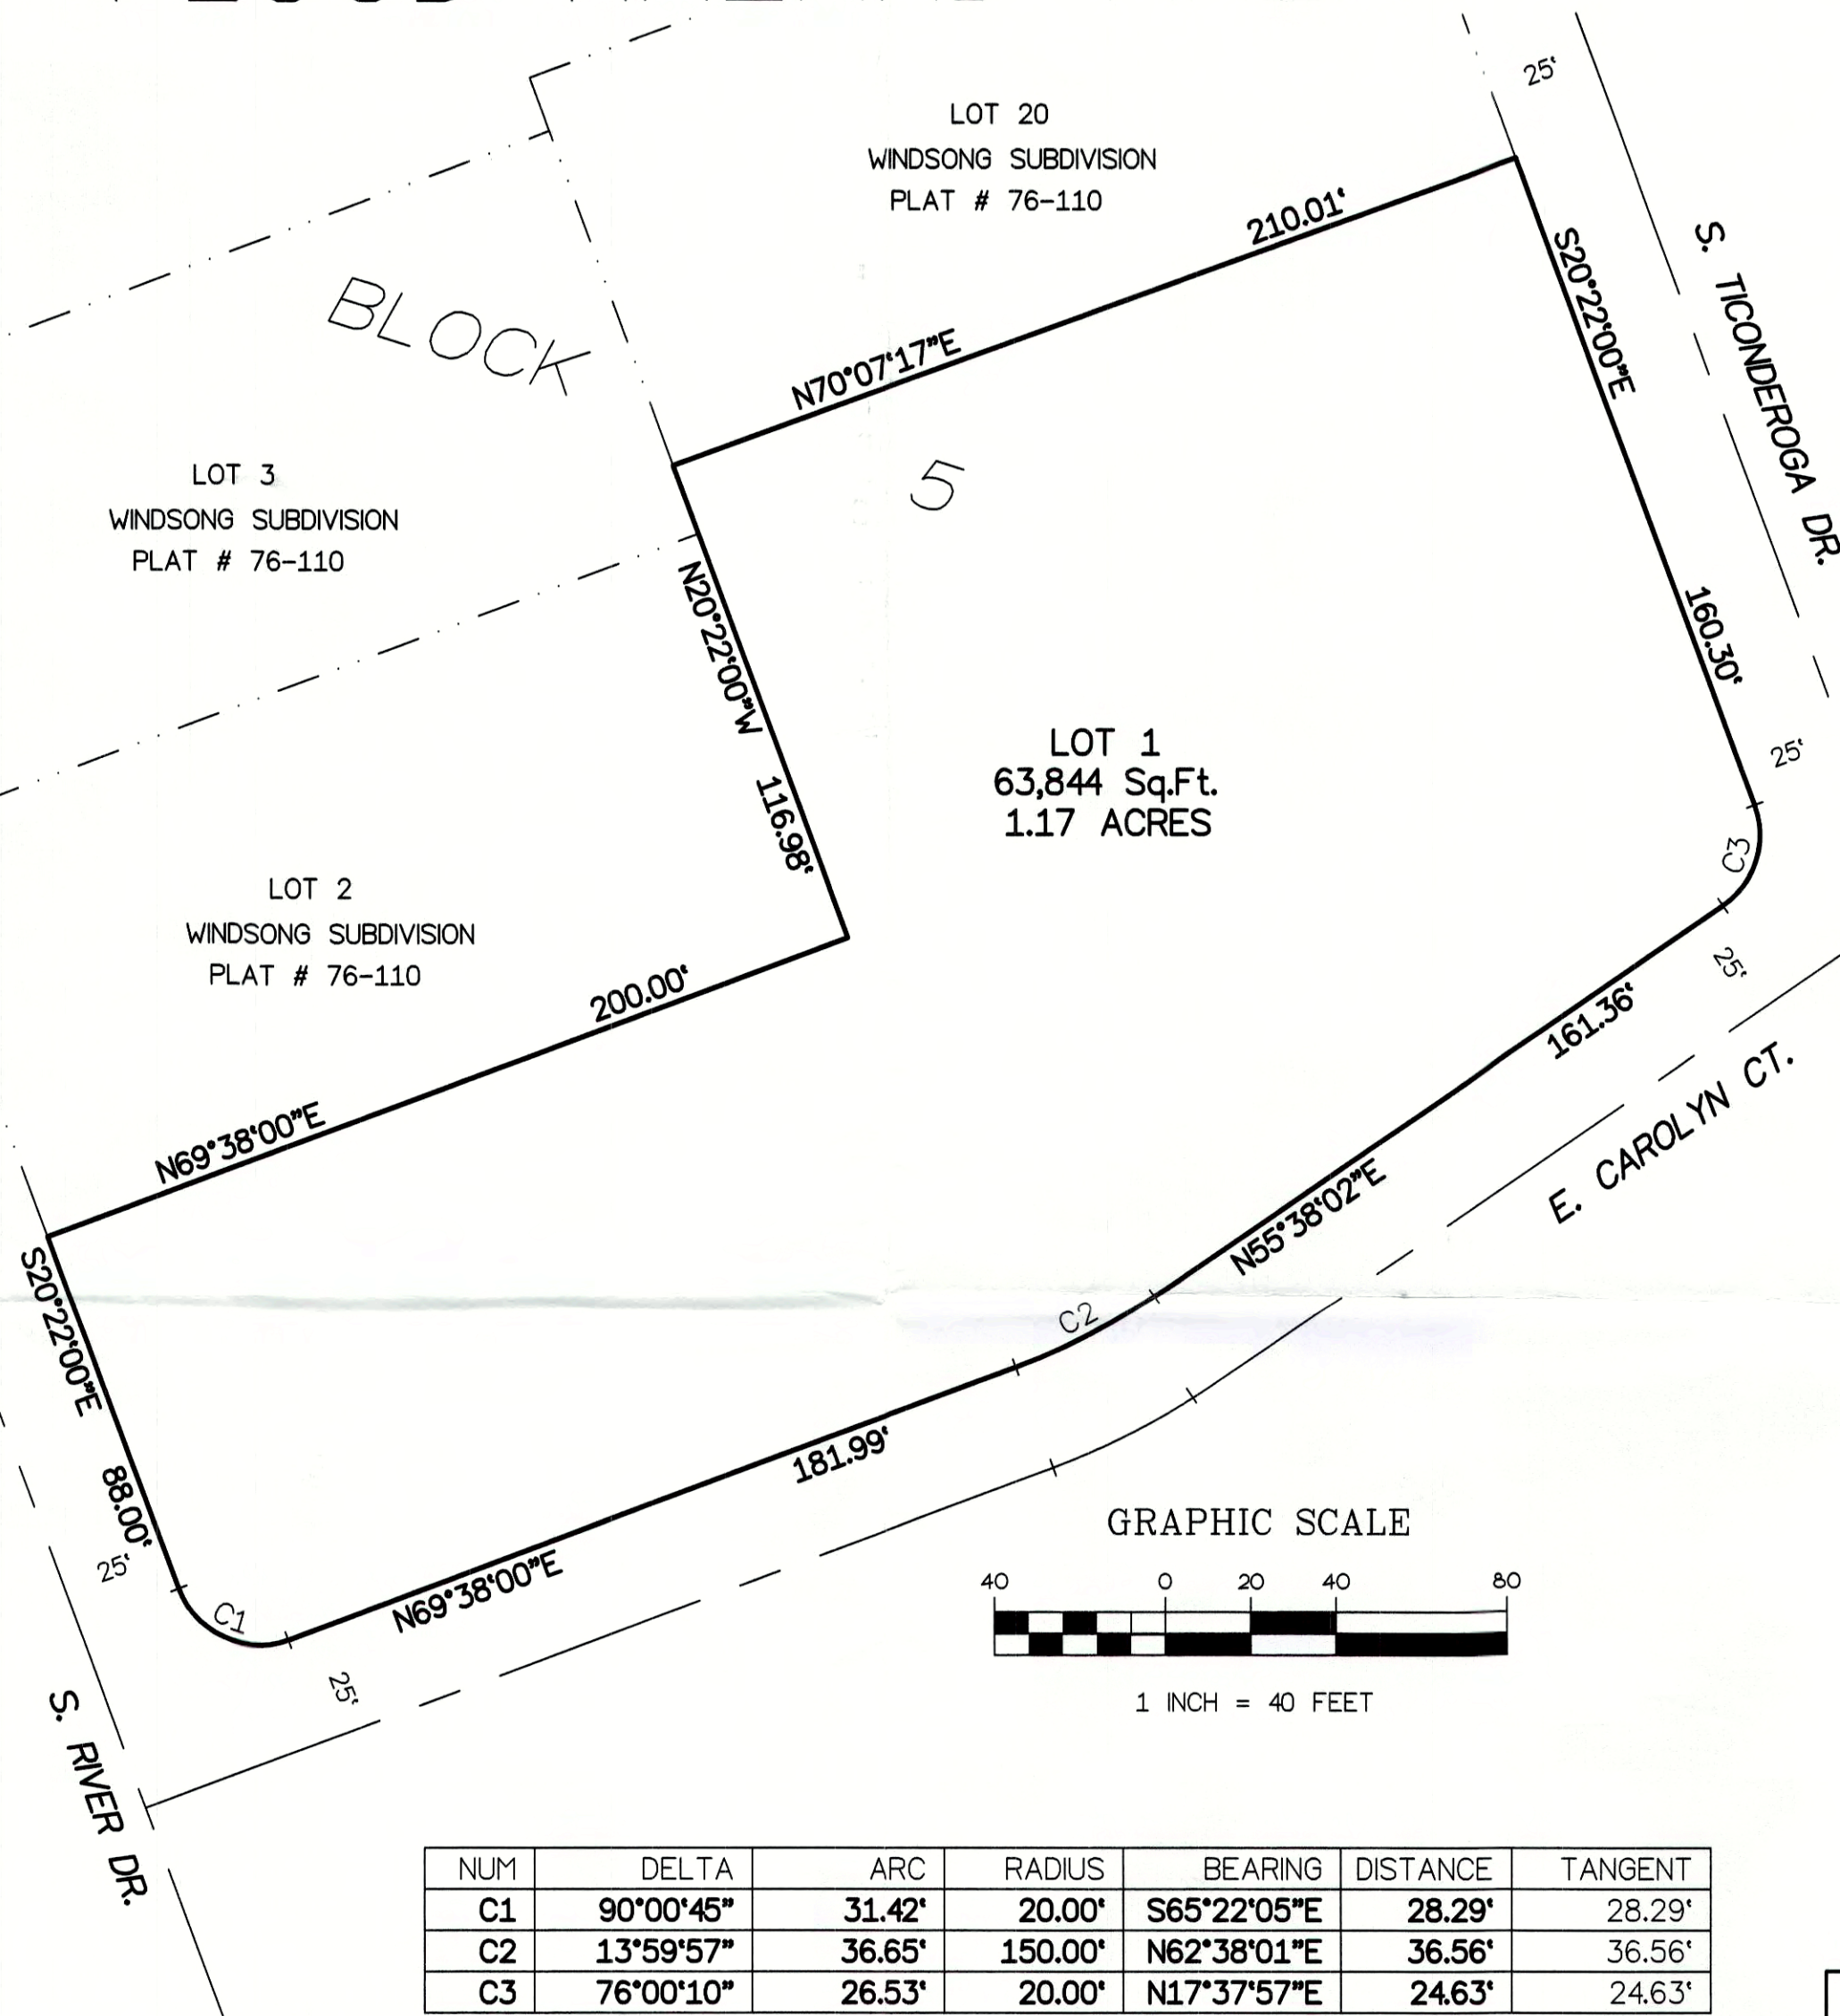 25'
LOT 20
WINDSONG SUBDIVISION
PLAT # 76-110
210.01'
N70°07'17"E
S20°22'00"E
160.30'
S. TICONDEROGA DR.
BLOCK
5
LOT 3
WINDSONG SUBDIVISION
PLAT # 76-110
N20°22'00"W
116.98'
LOT 1
63,844 Sq.Ft.
1.17 ACRES
25'
C3
LOT 2
WINDSONG SUBDIVISION
PLAT # 76-110
200.00'
N69°38'00"E
25'
161.36'
N55°38'02"E
E. CAROLYN CT.
C2
S20°22'00"E
88.00'
25'
C1
181.99'
N69°38'00"E
25'
S. RIVER DR.
GRAPHIC SCALE
40 0 20 40 80
1 INCH = 40 FEET
NUM DELTA ARC RADIUS BEARING DISTANCE TANGENT
C1 90°00'45" 31.42' 20.00' S65°22'05"E 28.29' 28.29'
C2 13°59'57" 36.65' 150.00' N62°38'01"E 36.56' 36.56'
C3 76°00'10" 26.53' 20.00' N17°37'57"E 24.63' 24.63'